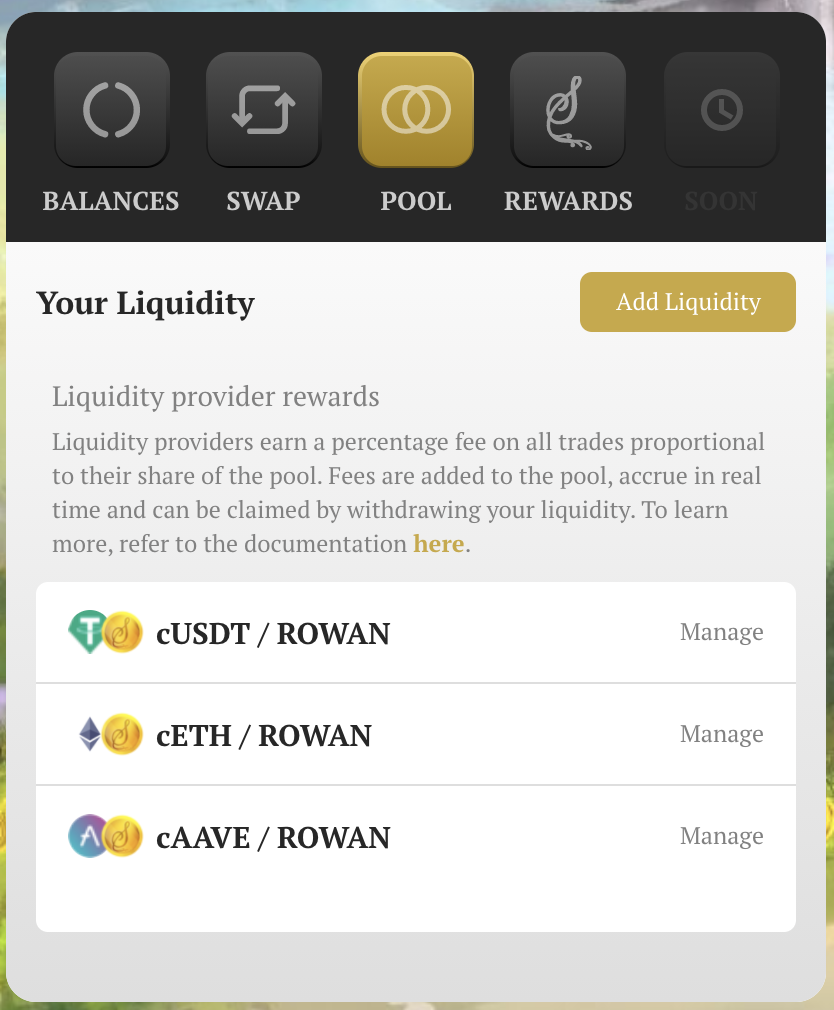 BALANCES SWAP POOL REWARDS SOON
Your Liquidity Add Liquidity
Liquidity provider rewards
Liquidity providers earn a percentage fee on all trades proportional
to their share of the pool. Fees are added to the pool, accrue in real
time and can be claimed by withdrawing your liquidity. To learn
more, refer to the documentation here.
cUSDT / ROWAN Manage
cETH / ROWAN Manage
cAAVE / ROWAN Manage